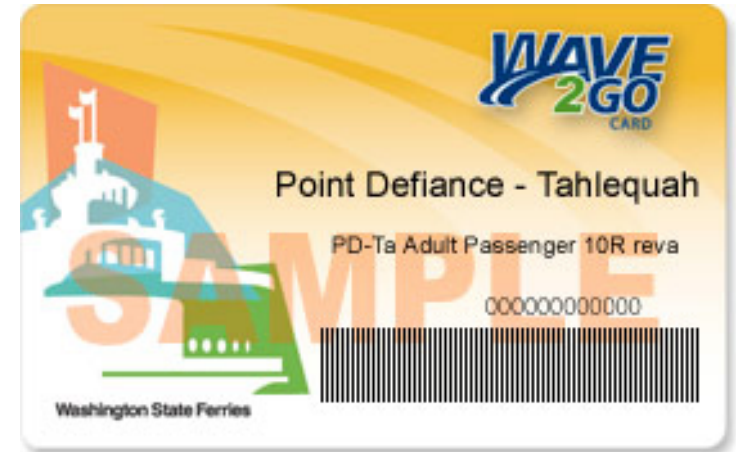 WAVE
2GO
CARD
Point Defiance - Tahlequah
PD-Ta Adult Passenger 10R reva
SAMPLE
000000000000
Washington State Ferries